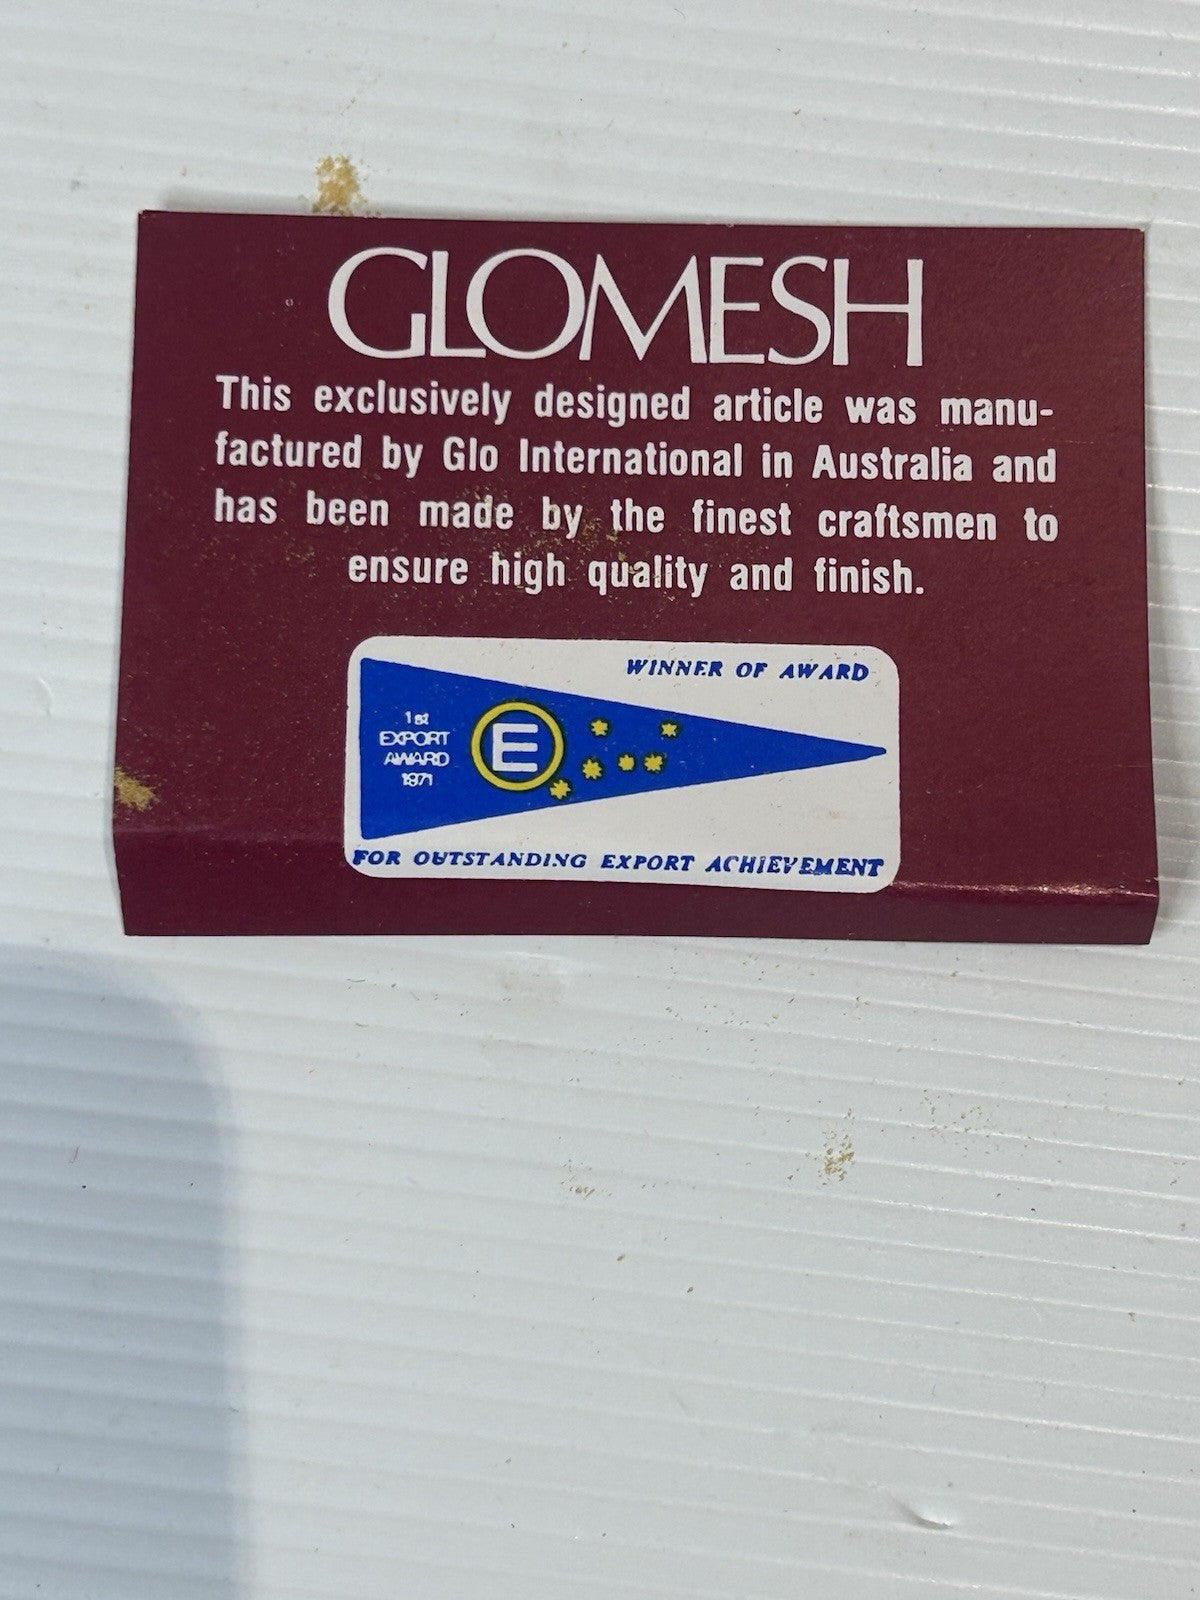 GLOMESH
This exclusively designed article was manu-
factured by Glo International in Australia and
has been made by the finest craftsmen to
ensure high quality and finish.
WINNER OF AWARD
1st
EXPORT
AWARD
1971
E
FOR OUTSTANDING EXPORT ACHIEVEMENT